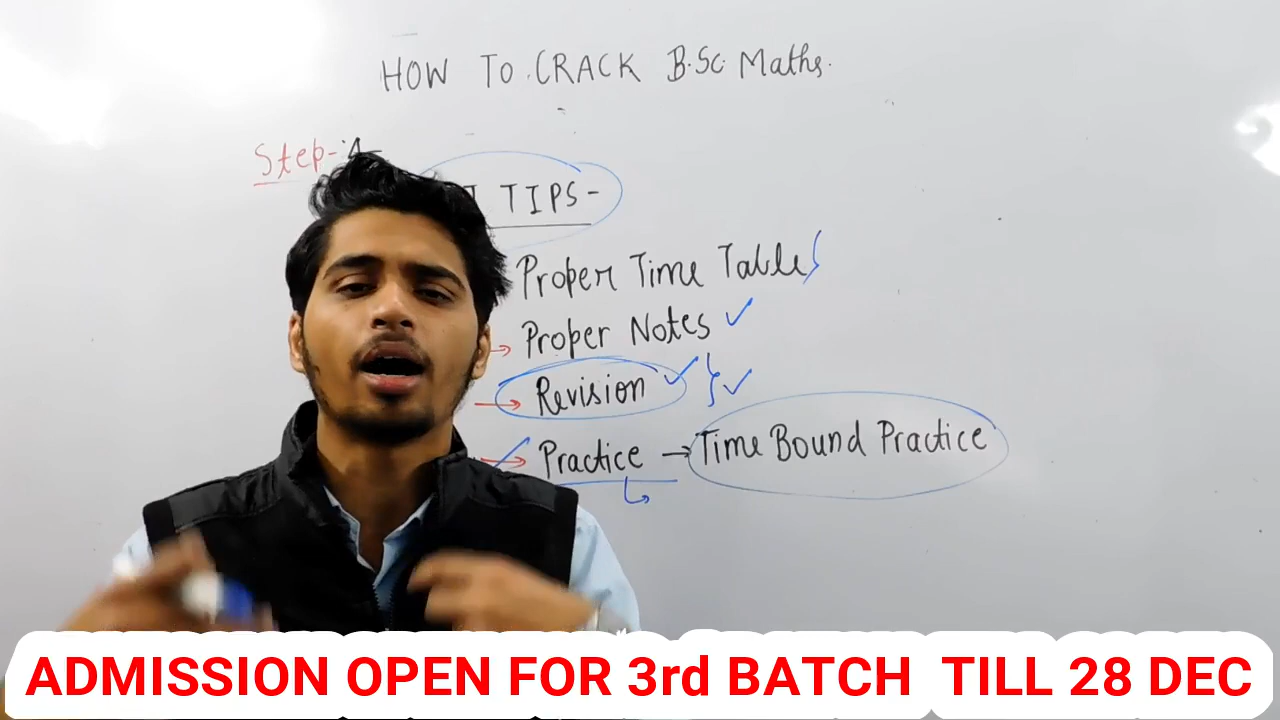 HOW TO CRACK B.Sc Maths.
Step-4
TIPS-
Proper Time Table
Proper Notes
Revision
Practice → Time Bound Practice
ADMISSION OPEN FOR 3rd BATCH TILL 28 DEC